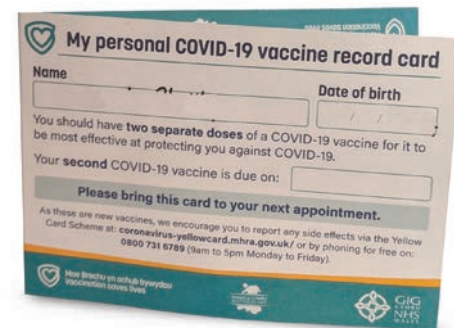 My personal COVID-19 vaccine record card
Name
Date of birth
/ /
You should have two separate doses of a COVID-19 vaccine for it to
be most effective at protecting you against COVID-19.
Your second COVID-19 vaccine is due on:
Please bring this card to your next appointment.
As these are new vaccines, we encourage you to report any side effects via the Yellow
Card Scheme at: coronavirus-yellowcard.mhra.gov.uk/ or by phoning for free on:
0800 731 6789 (9am to 5pm Monday to Friday).
Mae Brechu yn achub bywydau
Vaccination saves lives
GIG
CYMRU
NHS
WALES